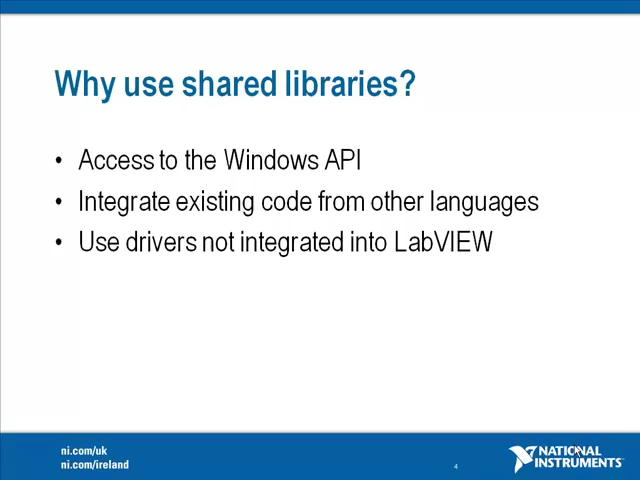 Why use shared libraries?
• Access to the Windows API
• Integrate existing code from other languages
• Use drivers not integrated into LabVIEW
ni.com/uk
ni.com/ireland
4
NATIONAL
INSTRUMENTS